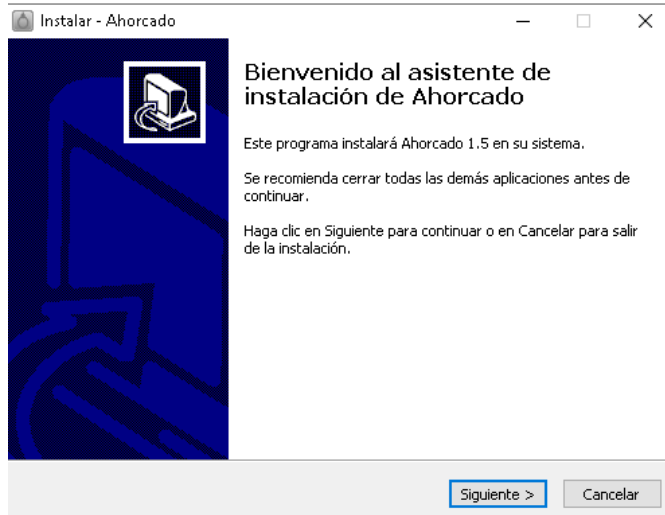 Instalar - Ahorcado
Bienvenido al asistente de
instalación de Ahorcado
Este programa instalará Ahorcado 1.5 en su sistema.
Se recomienda cerrar todas las demás aplicaciones antes de
continuar.
Haga clic en Siguiente para continuar o en Cancelar para salir
de la instalación.
Siguiente >
Cancelar